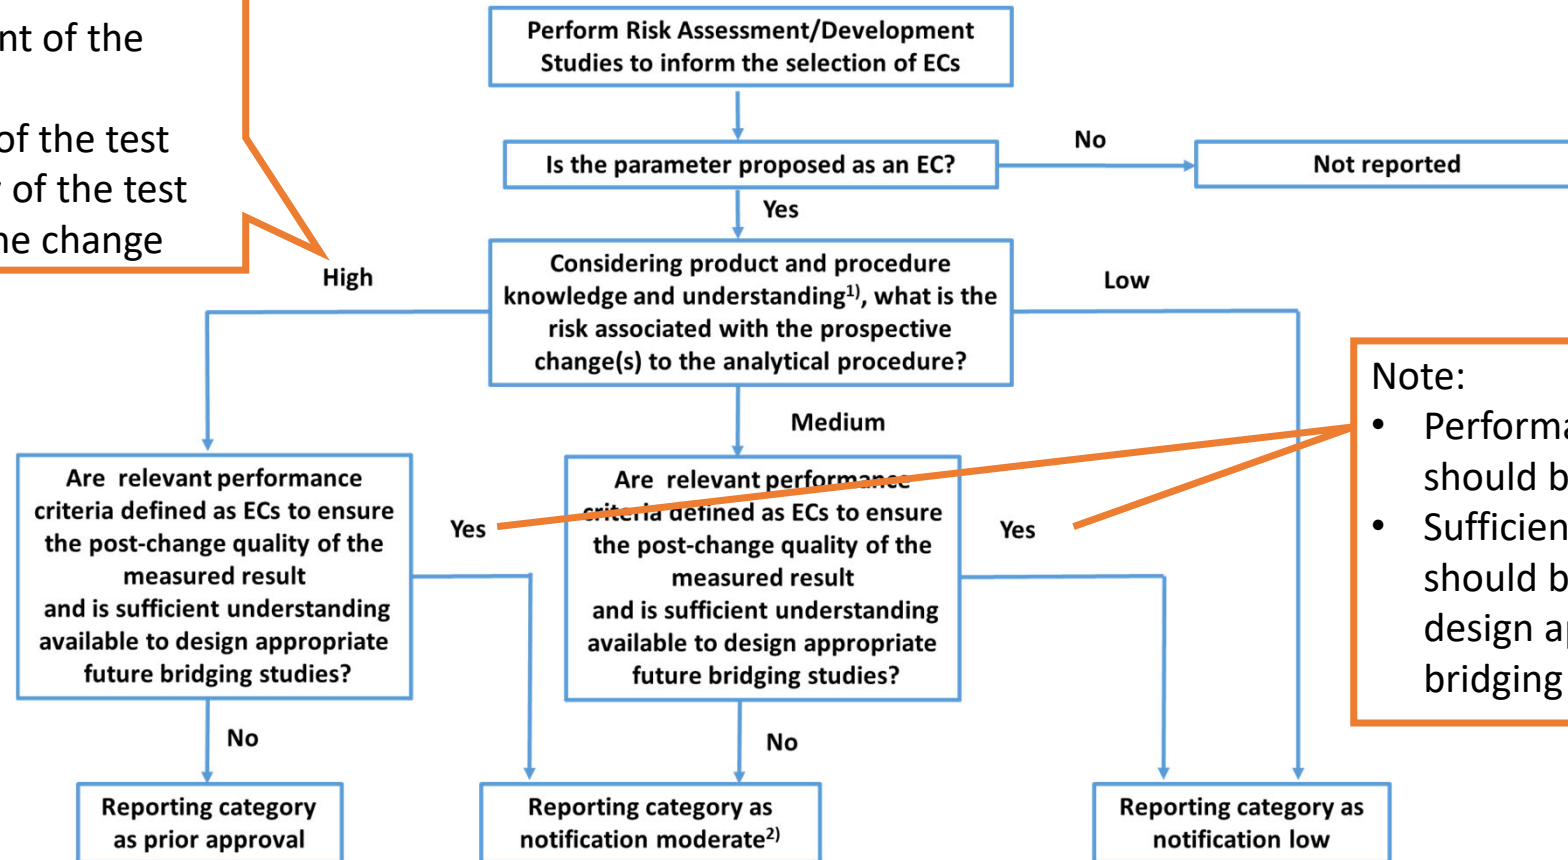 nt of the
of the test
of the test
he change
Perform Risk Assessment/Development
Studies to inform the selection of ECs
Is the parameter proposed as an EC?
No
Not reported
Yes
Considering product and procedure
knowledge and understanding1), what is the
risk associated with the prospective
change(s) to the analytical procedure?
High
Low
Medium
Are relevant performance
criteria defined as ECs to ensure
the post-change quality of the
measured result
and is sufficient understanding
available to design appropriate
future bridging studies?
Yes
Are relevant performance
criteria defined as ECs to ensure
the post-change quality of the
measured result
and is sufficient understanding
available to design appropriate
future bridging studies?
Yes
Note:
• Performa
should b
• Sufficien
should b
design a
bridging
No
No
Reporting category
as prior approval
Reporting category as
notification moderate2)
Reporting category as
notification low